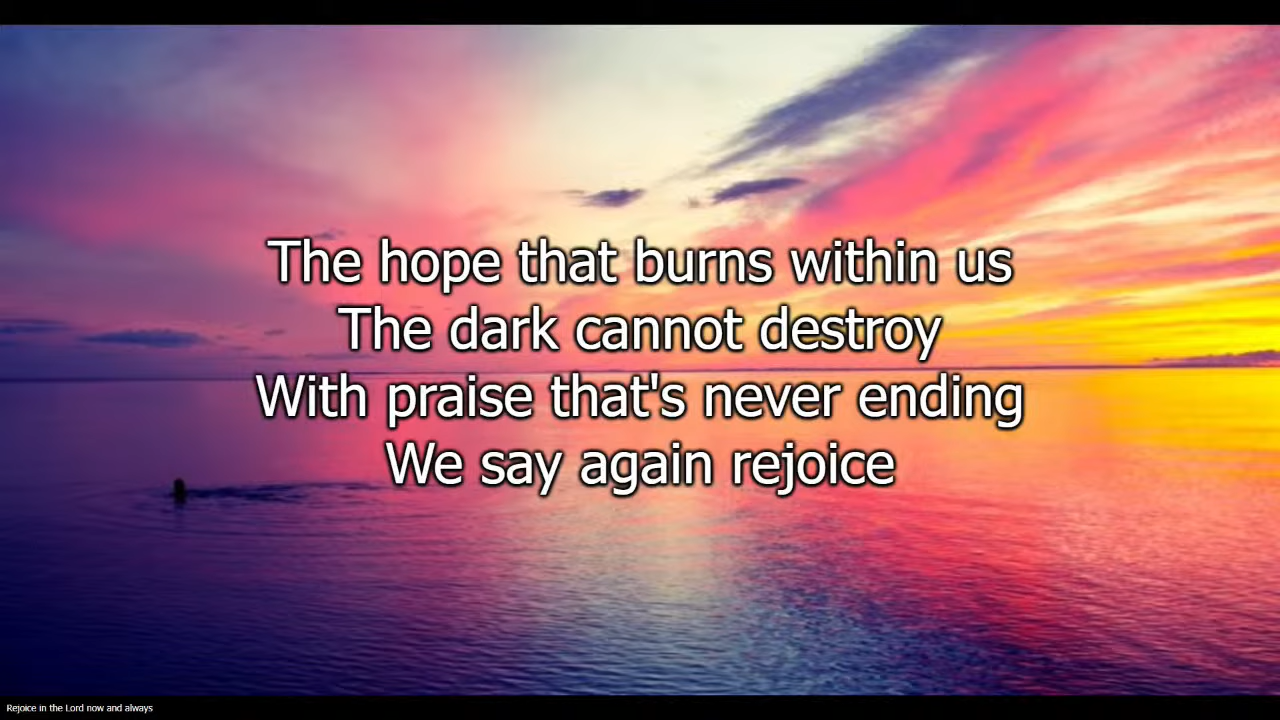 The hope that burns within us
The dark cannot destroy
With praise that's never ending
We say again rejoice
Rejoice in the Lord now and always